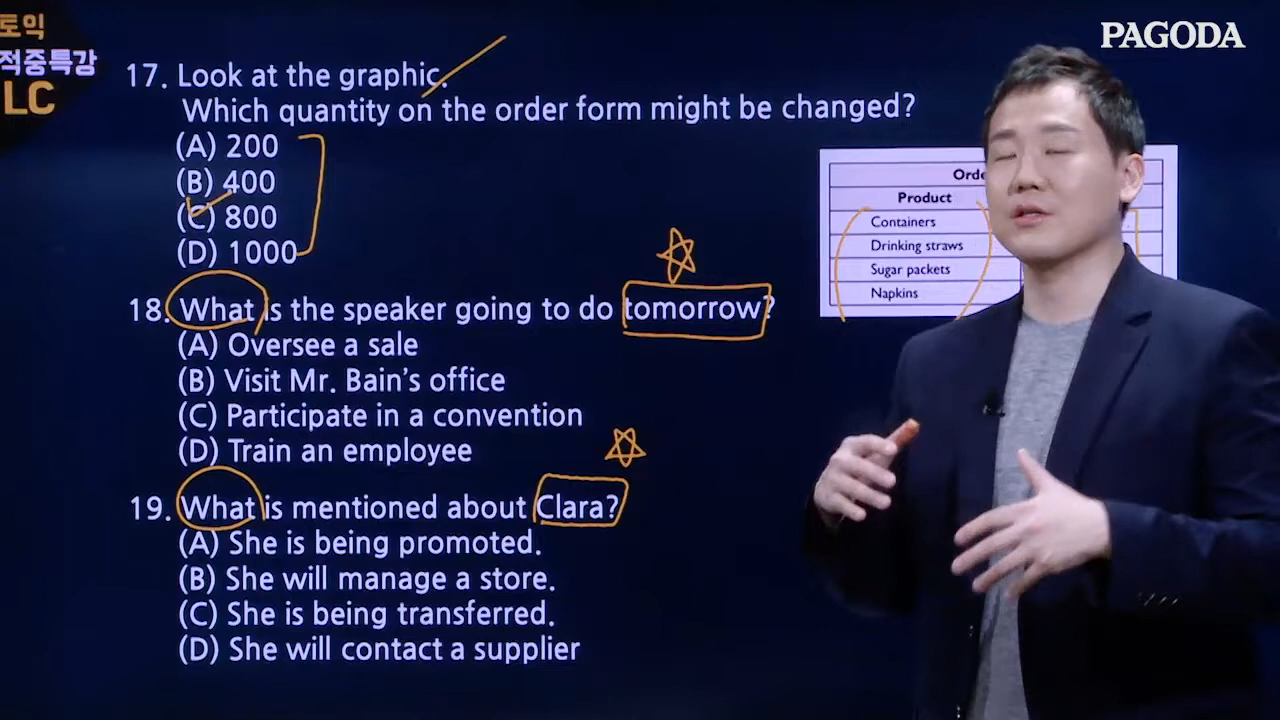 토익
적중특강
LC
PAGODA
17. Look at the graphic.
Which quantity on the order form might be changed?
(A) 200
(B) 400
(C) 800
(D) 1000
Product
Containers
Drinking straws
Sugar packets
Napkins
18. What is the speaker going to do tomorrow?
(A) Oversee a sale
(B) Visit Mr. Bain's office
(C) Participate in a convention
(D) Train an employee
19. What is mentioned about Clara?
(A) She is being promoted.
(B) She will manage a store.
(C) She is being transferred.
(D) She will contact a supplier